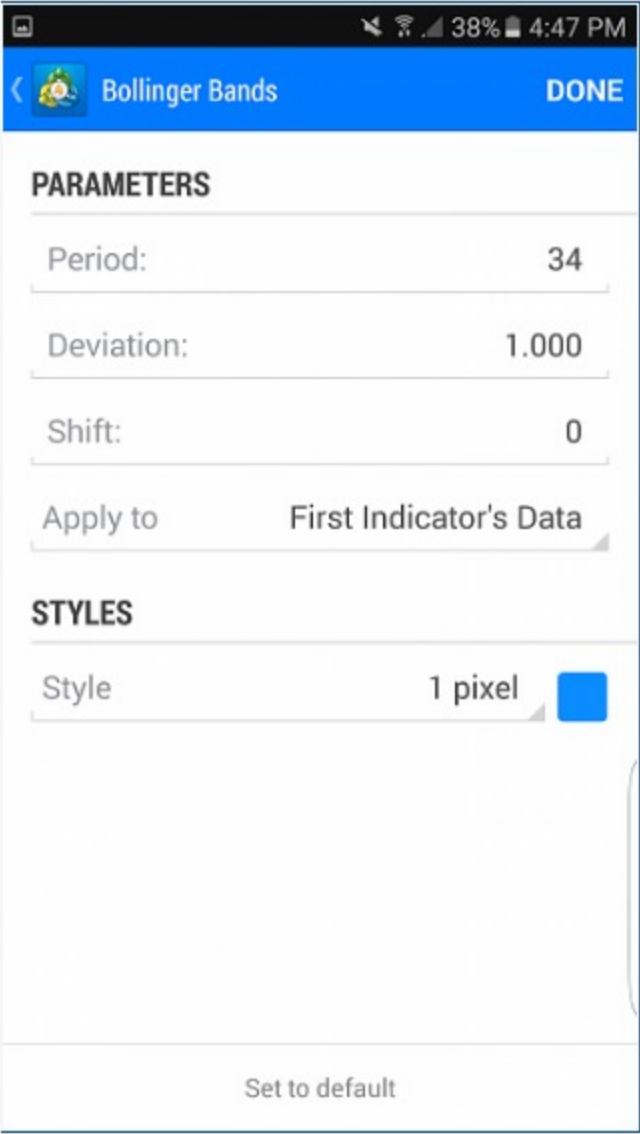 38% 4:47 PM
Bollinger Bands DONE
PARAMETERS
Period: 34
Deviation: 1.000
Shift: 0
Apply to First Indicator's Data
STYLES
Style 1 pixel
Set to default